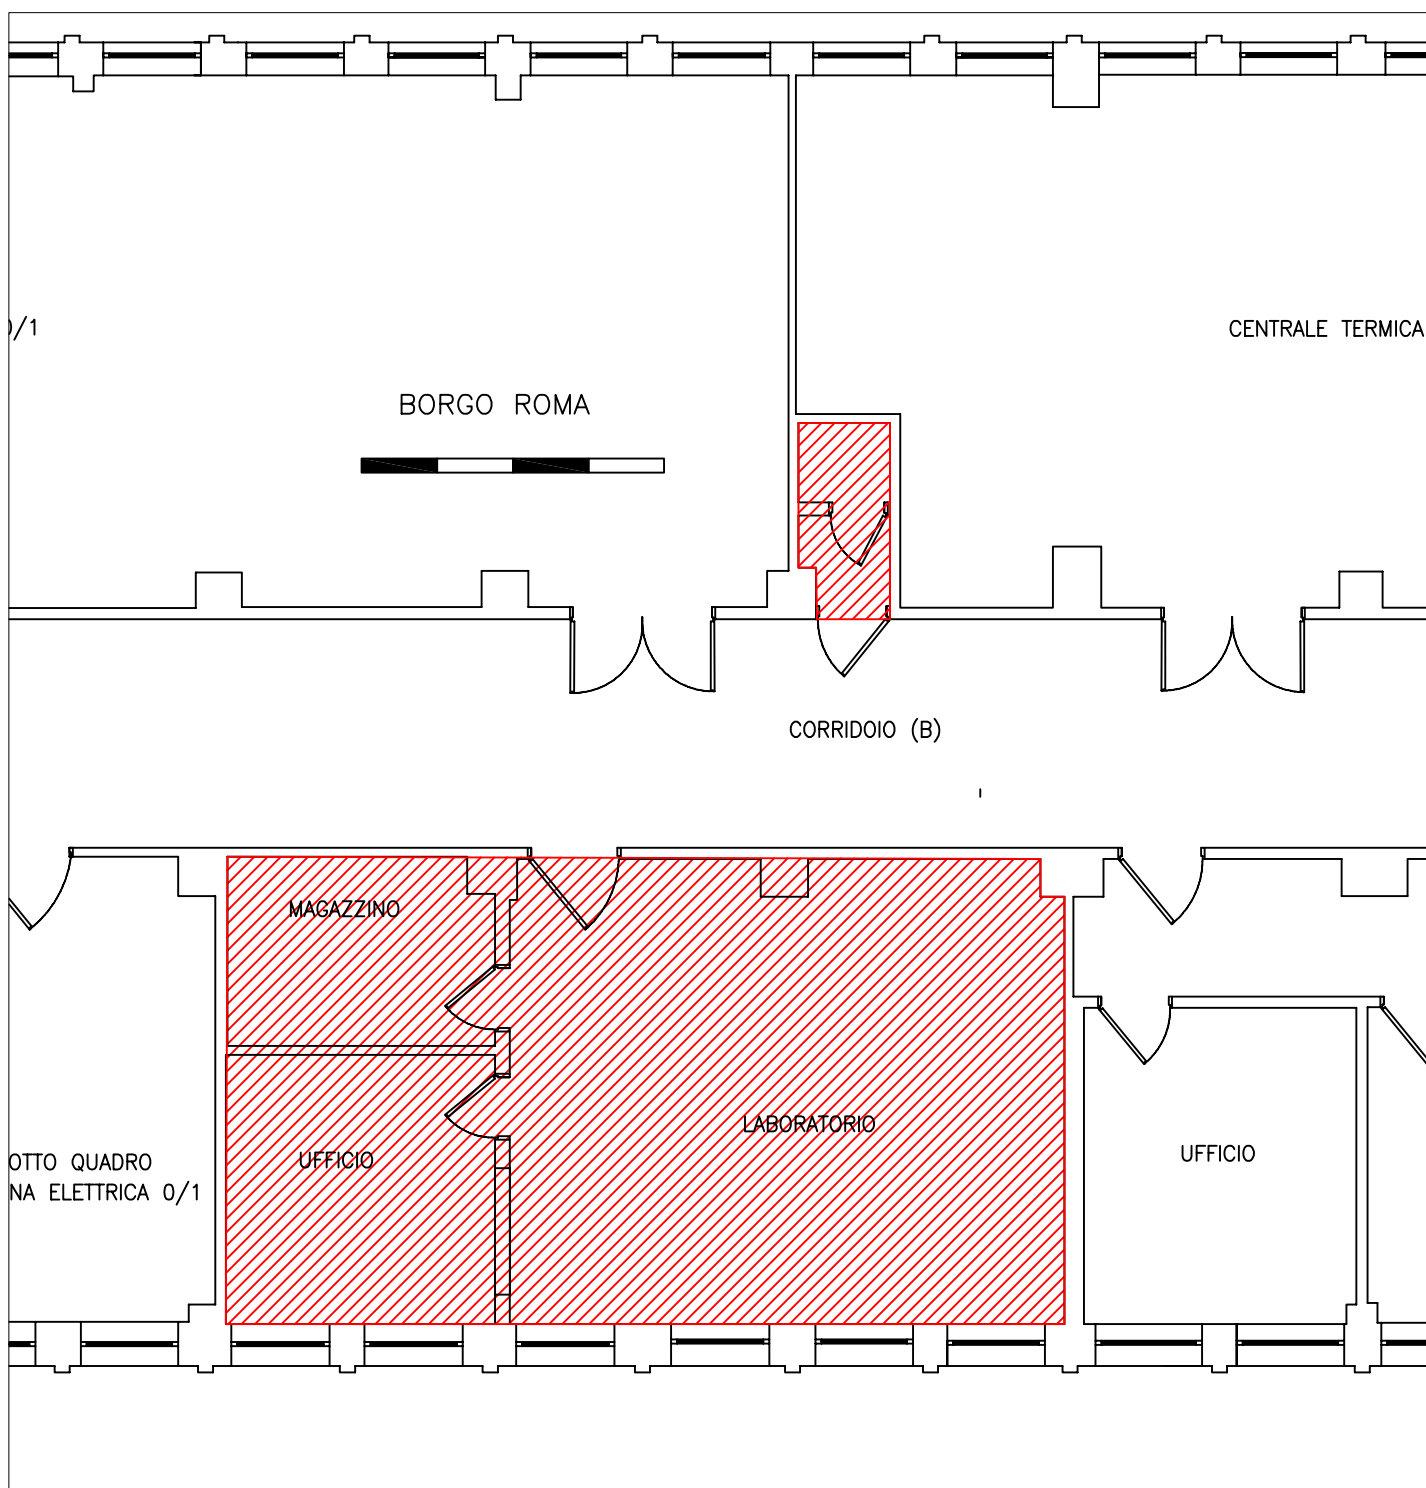 /1
CENTRALE TERMICA
BORGO ROMA
CORRIDOIO (B)
MAGAZZINO
LABORATORIO
UFFICIO
UFFICIO
OTTO QUADRO
NA ELETTRICA 0/1